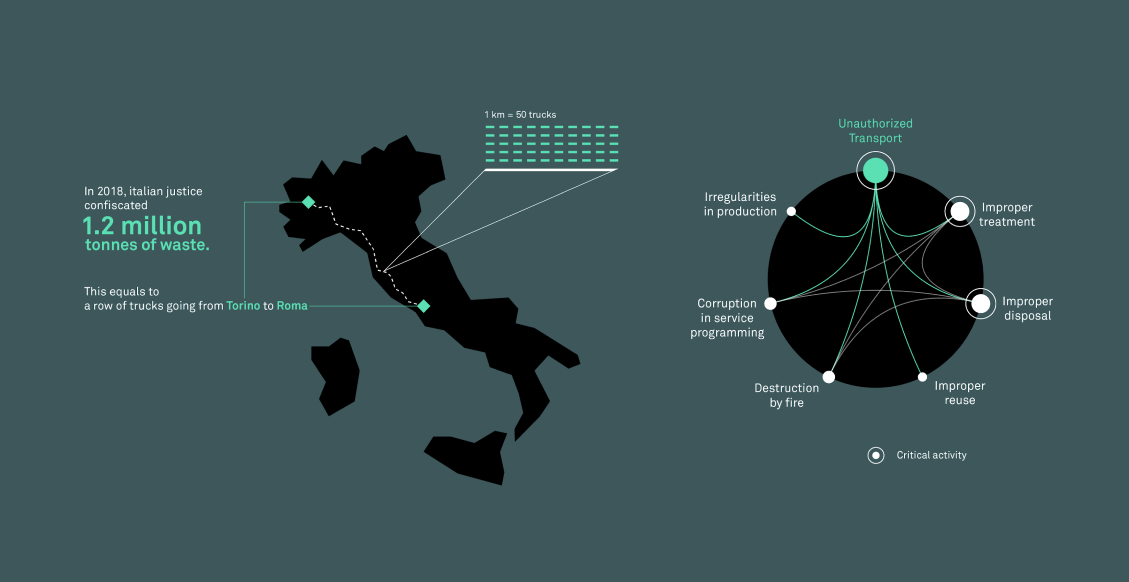 In 2018, italian justice
confiscated
1.2 million
tonnes of waste.
This equals to
a row of trucks going from Torino to Roma
1 km = 50 trucks
Unauthorized
Transport
Irregularities
in production
Improper
treatment
Corruption
in service
programming
Improper
disposal
Destruction
by fire
Improper
reuse
Critical activity